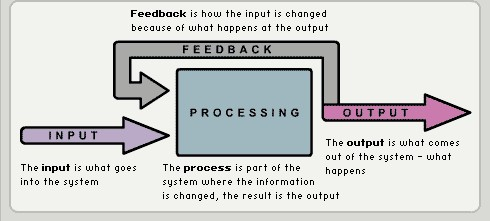 Feedback is how the input is changed
because of what happens at the output
FEEDBACK
PROCESSING
INPUT
OUTPUT
The input is what goes
into the system
The process is part of the
system where the information
is changed, the result is the output
The output is what comes
out of the system - what
happens